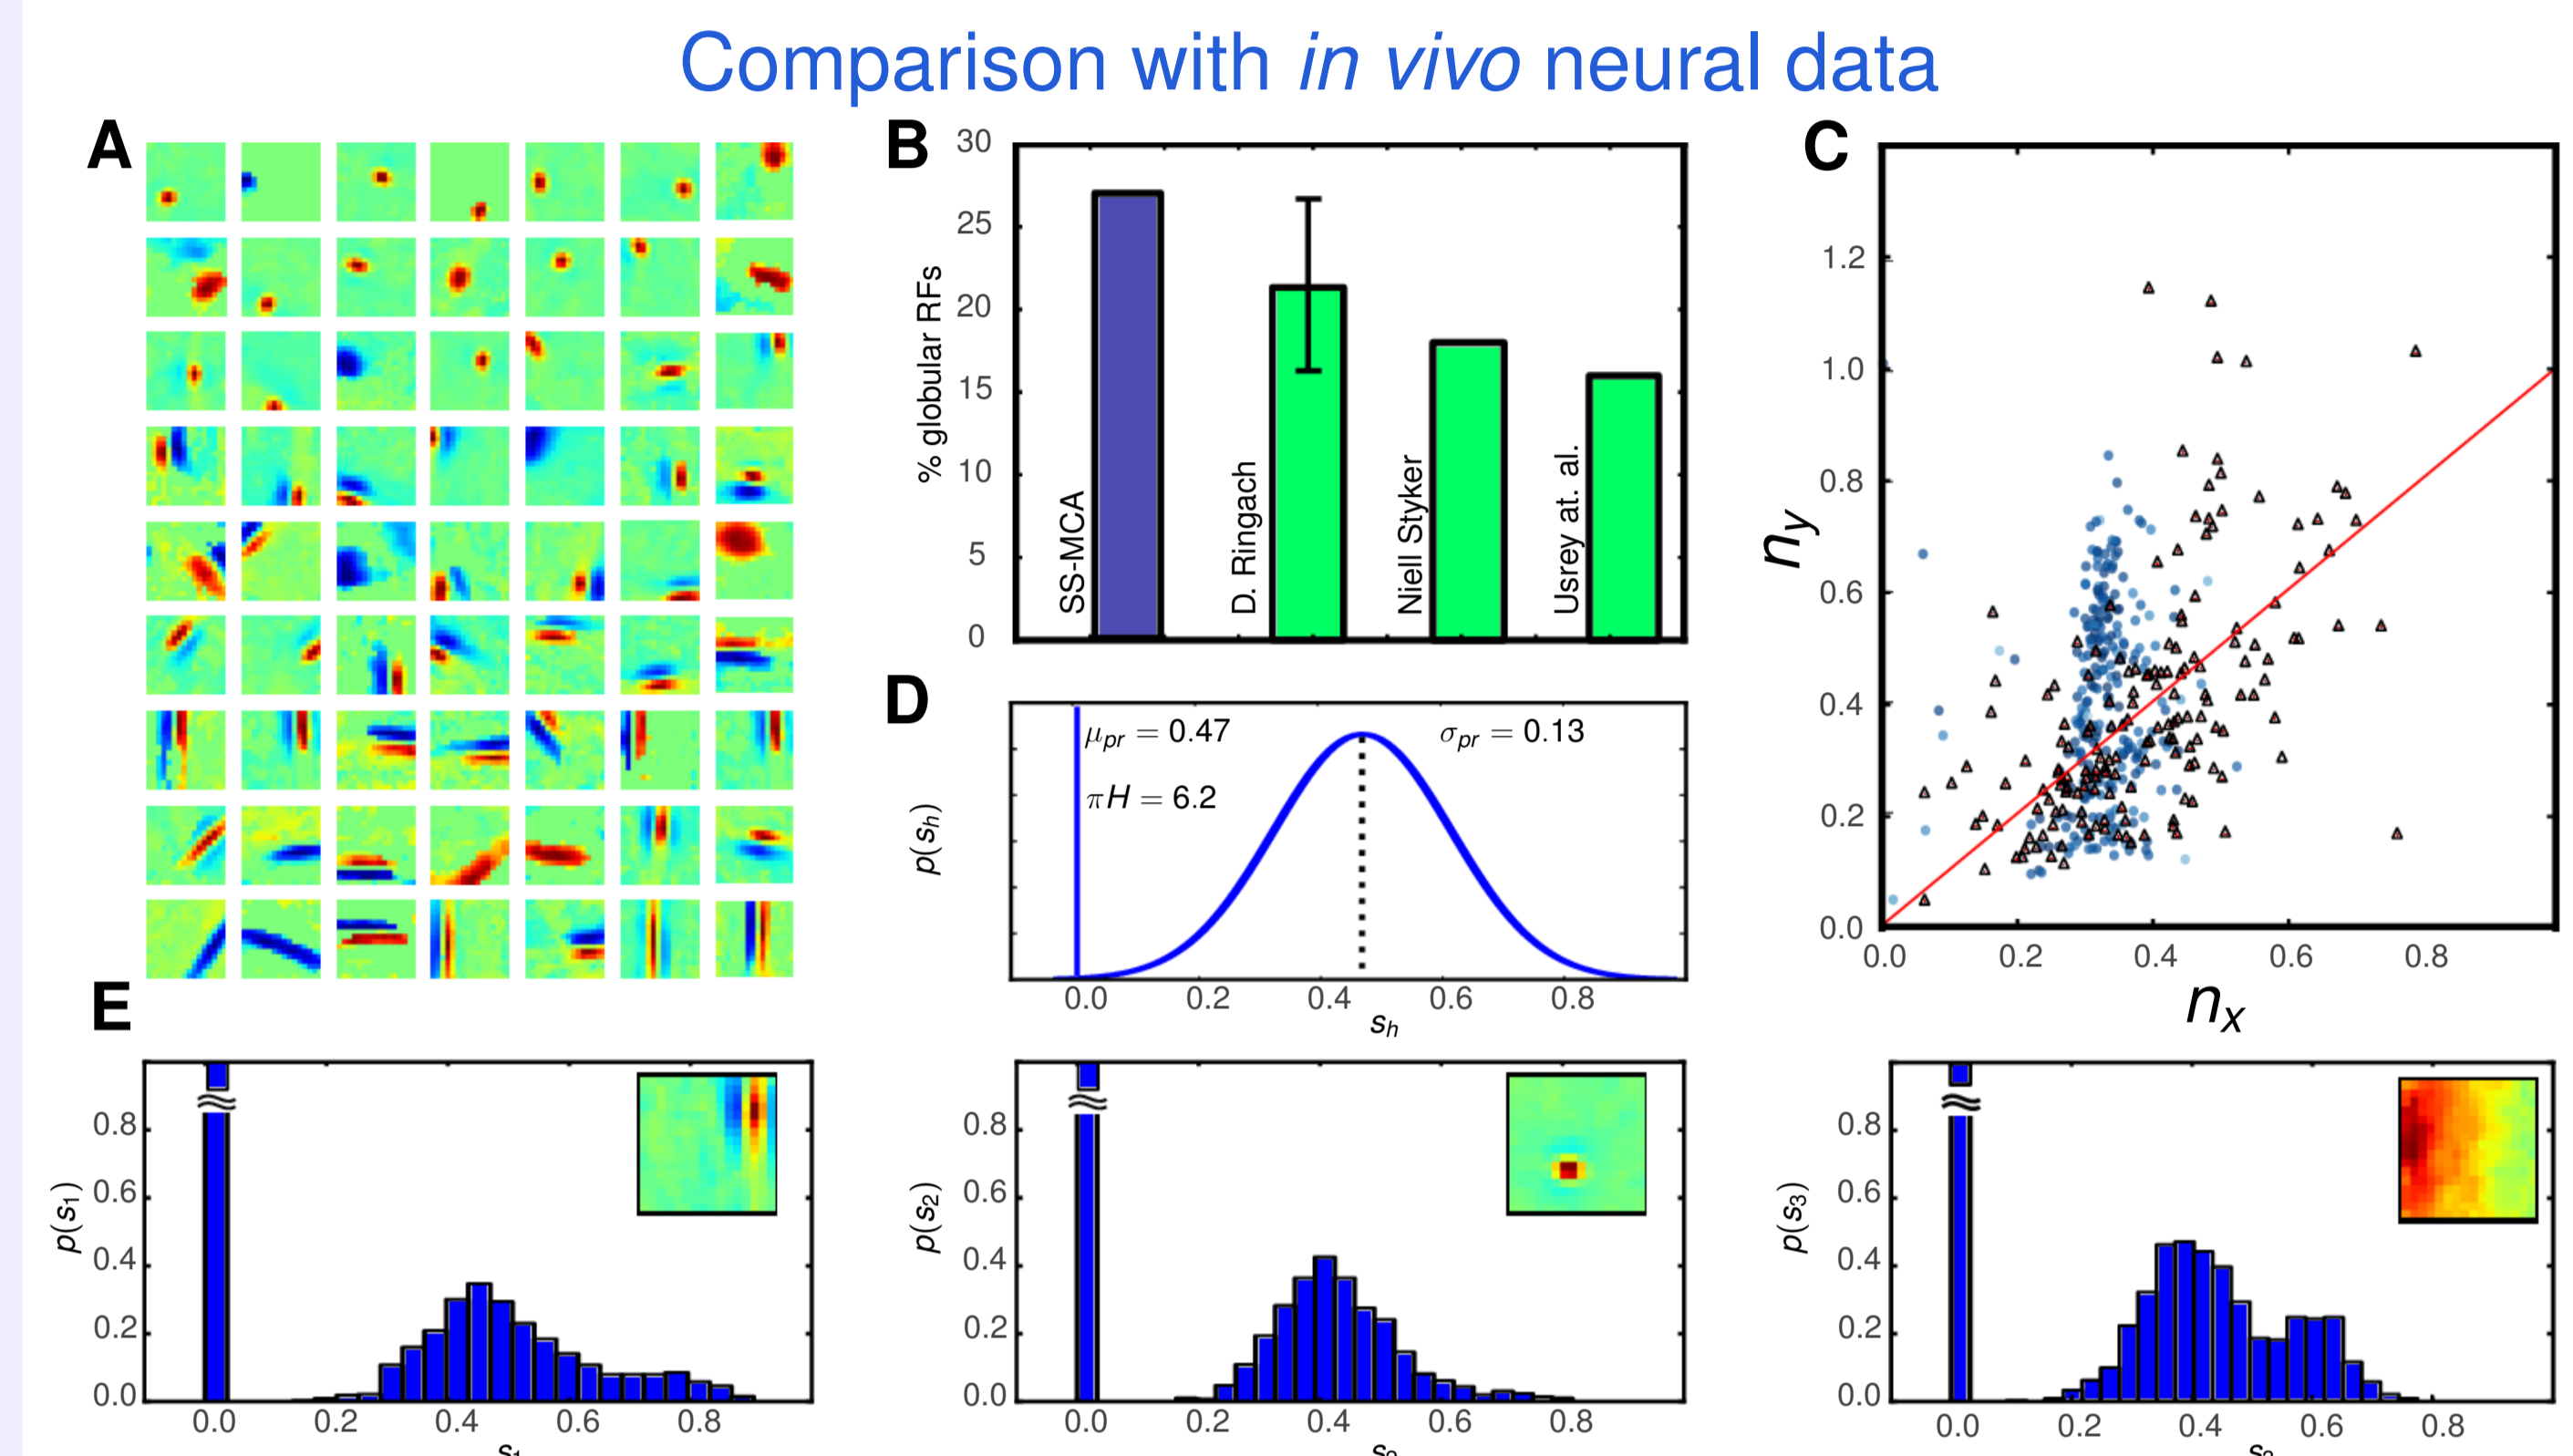 Comparison with in vivo neural data
A
B
30
25
20
15
10
5
0
% globular RFs
SS-MCA
D. Ringach
Niell Styker
Usrey at. al.
C
1.2
1.0
0.8
0.6
0.4
0.2
0.0
n_y
0.0 0.2 0.4 0.6 0.8
n_x
D
μ_pr = 0.47
σ_pr = 0.13
πH = 6.2
p(s_h)
0.0 0.2 0.4 0.6 0.8
s_h
E
p(s_1)
0.8
0.6
0.4
0.2
0.0
0.0 0.2 0.4 0.6 0.8
s_1
p(s_2)
0.8
0.6
0.4
0.2
0.0
0.0 0.2 0.4 0.6 0.8
p(s_3)
0.8
0.6
0.4
0.2
0.0
0.0 0.2 0.4 0.6 0.8